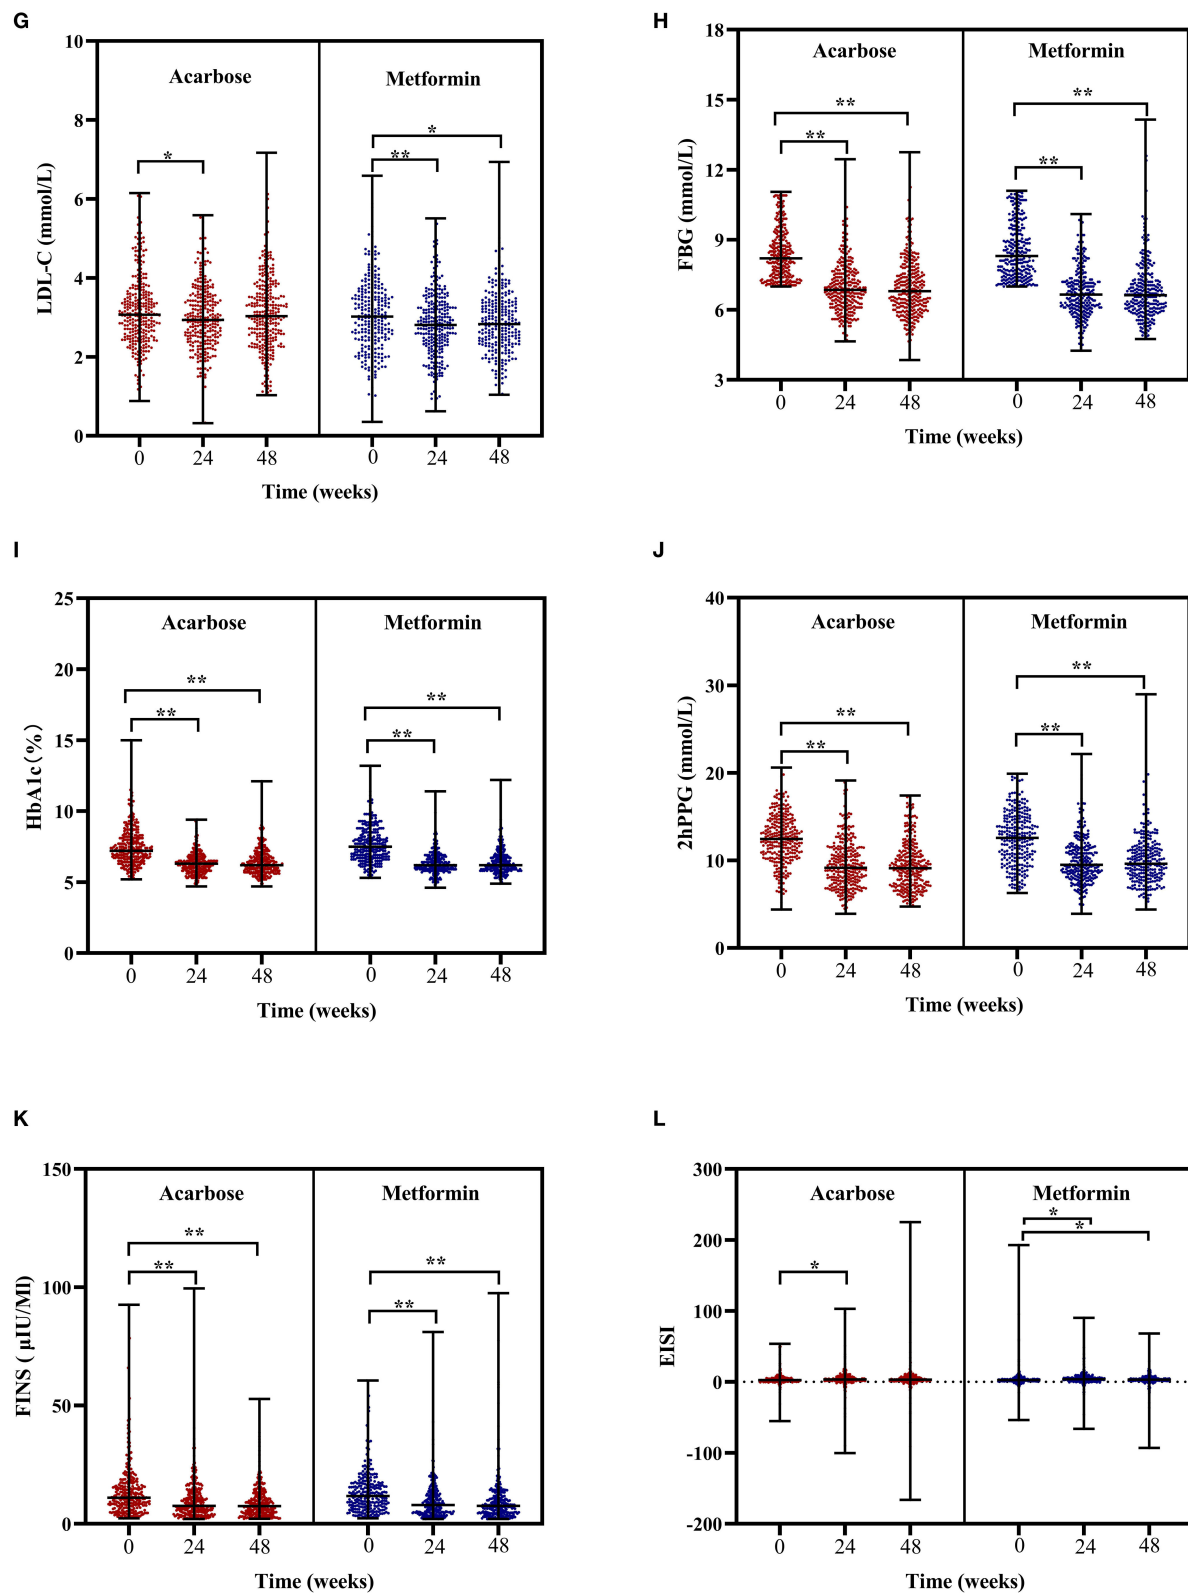 G
10
8
6
4
2
0
LDL-C (mmol/L)
Acarbose
Metformin
*
**
*
0 24 48 0 24 48
Time (weeks)
H
18
15
12
9
6
3
FBG (mmol/L)
Acarbose
Metformin
**
**
**
**
0 24 48 0 24 48
Time (weeks)
I
25
20
15
10
5
0
HbA1c(%)
Acarbose
Metformin
**
**
**
**
0 24 48 0 24 48
Time (weeks)
J
40
30
20
10
0
2hPPG (mmol/L)
Acarbose
Metformin
**
**
**
**
0 24 48 0 24 48
Time (weeks)
K
150
100
50
0
FINS ( μIU/Ml)
Acarbose
Metformin
**
**
**
**
0 24 48 0 24 48
Time (weeks)
L
300
200
100
0
-100
-200
EISI
Acarbose
Metformin
*
*
*
0 24 48 0 24 48
Time (weeks)